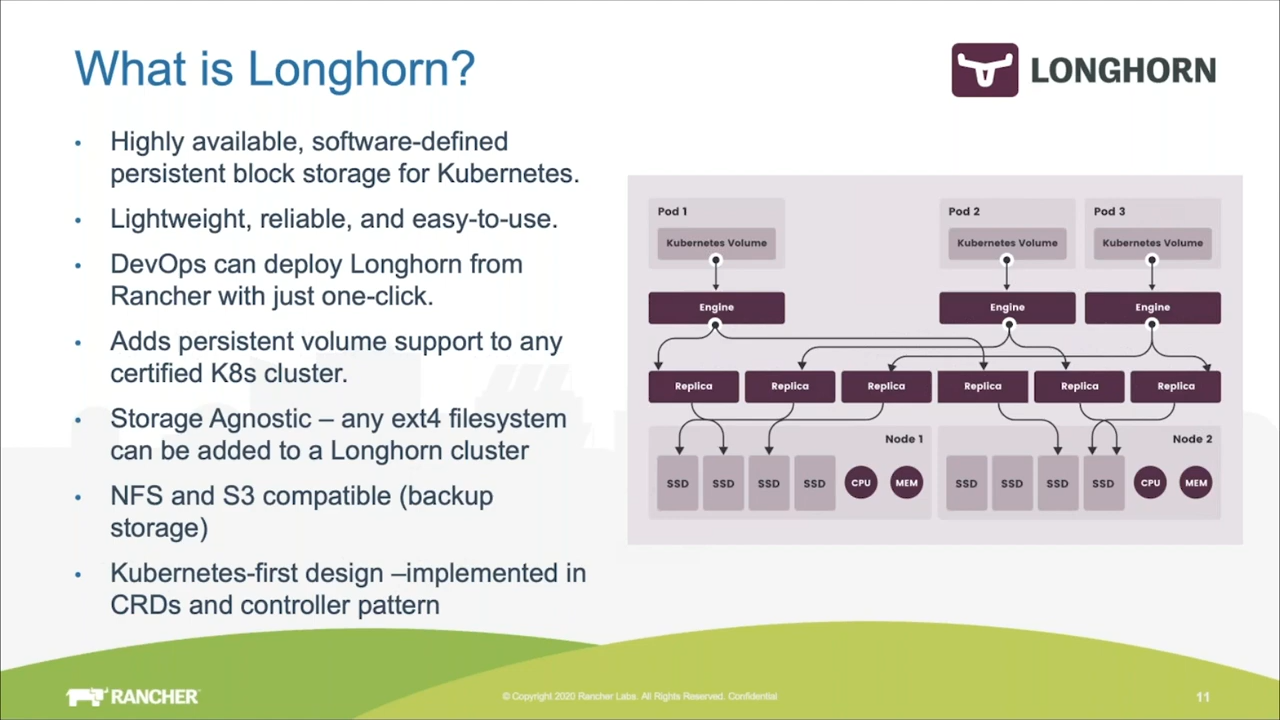 What is Longhorn?
LONGHORN
• Highly available, software-defined
persistent block storage for Kubernetes.
• Lightweight, reliable, and easy-to-use.
• DevOps can deploy Longhorn from
Rancher with just one-click.
• Adds persistent volume support to any
certified K8s cluster.
• Storage Agnostic – any ext4 filesystem
can be added to a Longhorn cluster
• NFS and S3 compatible (backup
storage)
• Kubernetes-first design –implemented in
CRDs and controller pattern
Pod 1 Pod 2 Pod 3
Kubernetes Volume Kubernetes Volume Kubernetes Volume
Engine Engine Engine
Replica Replica Replica Replica Replica Replica
Node 1 Node 2
SSD SSD SSD SSD CPU MEM SSD SSD SSD SSD CPU MEM
RANCHER
© Copyright 2020 Rancher Labs. All Rights Reserved. Confidential
11